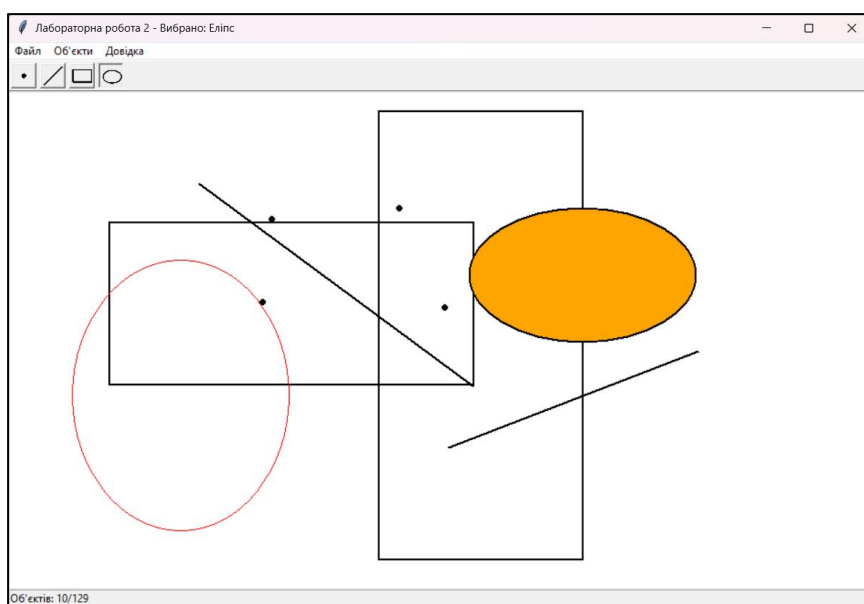 Лабораторна робота 2 - Вибрано: Еліпс
Файл Об'єкти Довідка
Об'єктів: 10/129